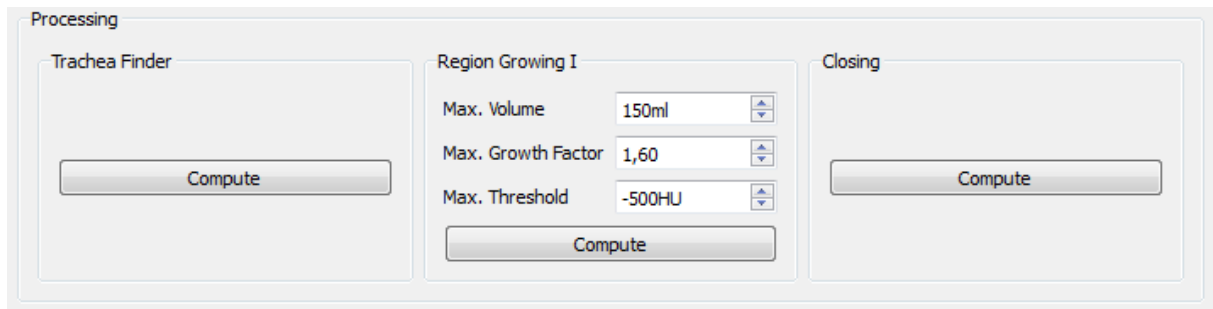 Processing
Trachea Finder
Compute
Region Growing I
Max. Volume 150ml
Max. Growth Factor 1,60
Max. Threshold -500HU
Compute
Closing
Compute